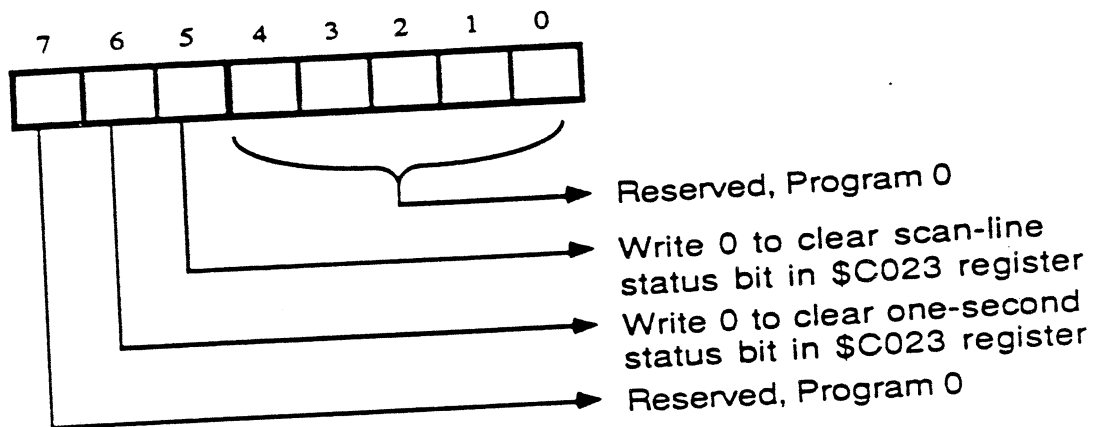 7 6 5 4 3 2 1 0
Reserved, Program 0
Write 0 to clear scan-line
status bit in $C023 register
Write 0 to clear one-second
status bit in $C023 register
Reserved, Program 0